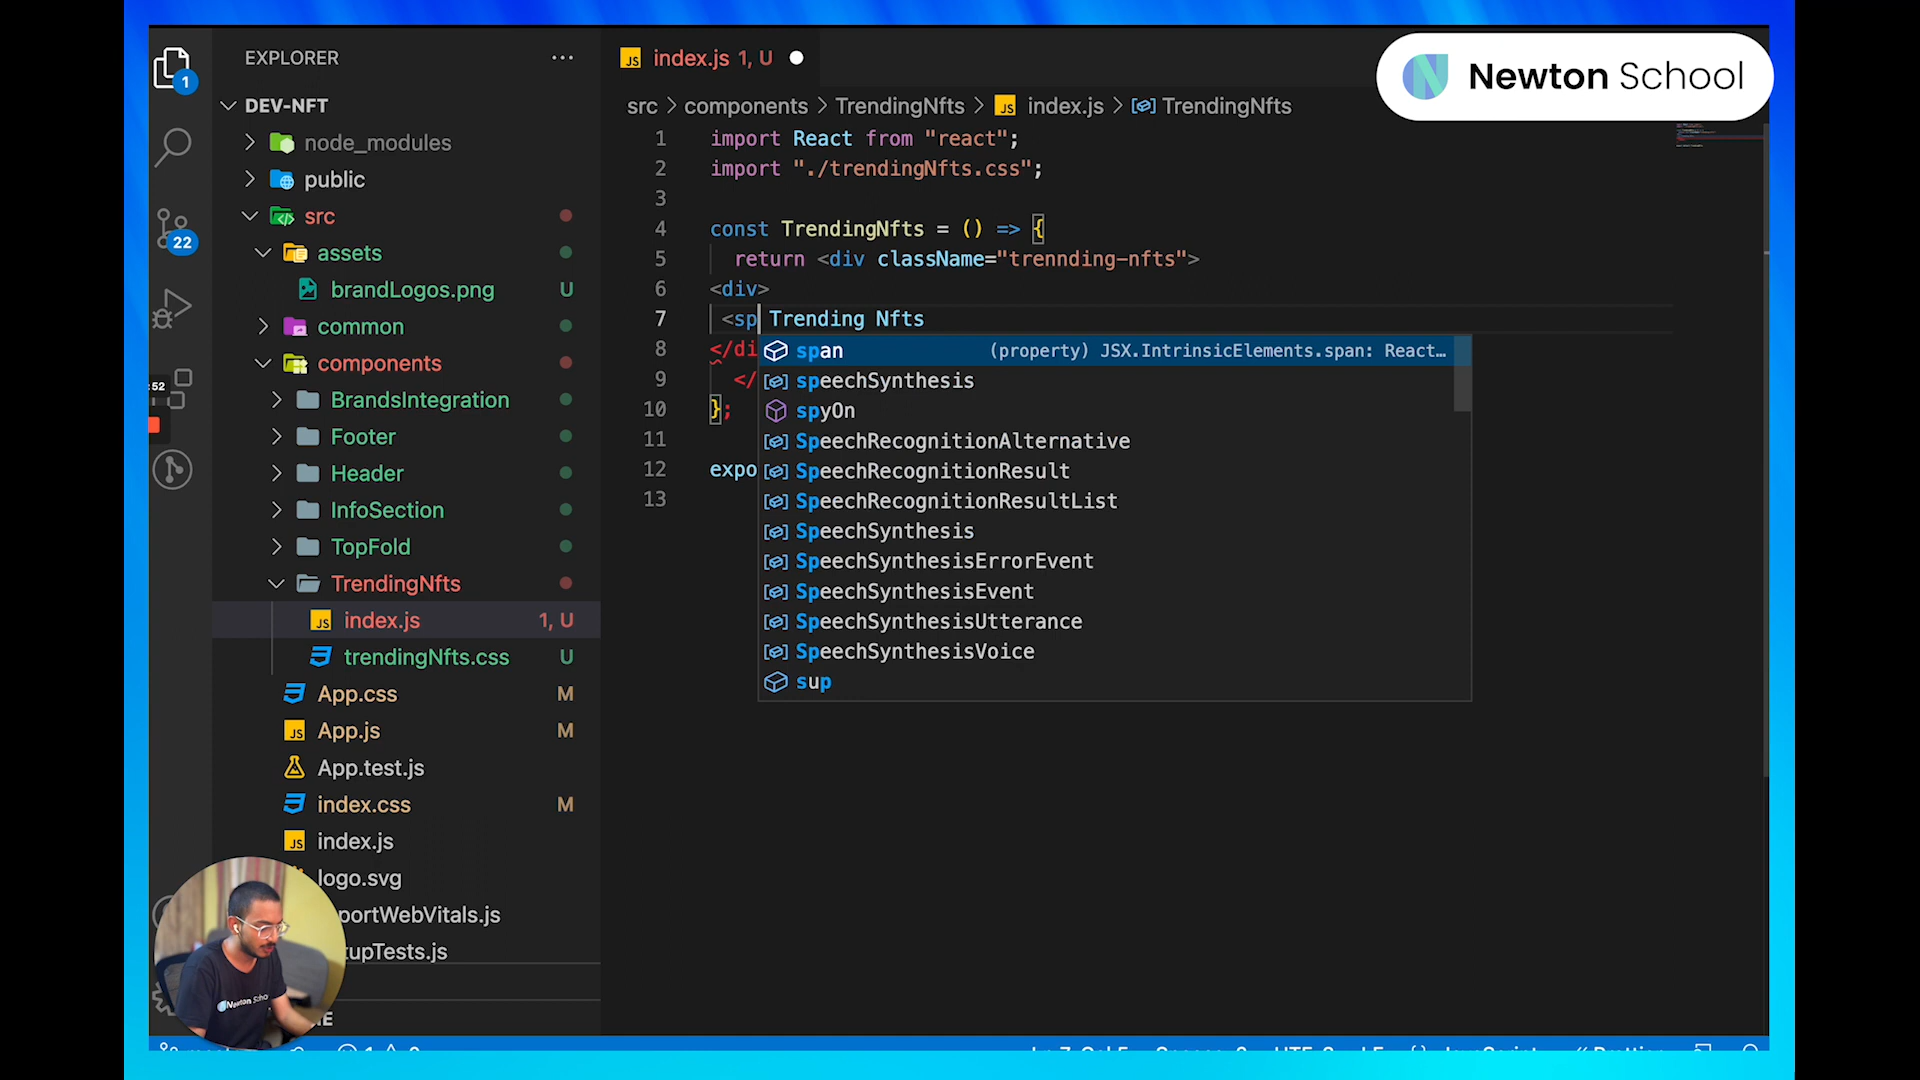 EXPLORER
DEV-NFT
node_modules
public
src
assets
brandLogos.png U
common
components
BrandsIntegration
Footer
Header
InfoSection
TopFold
TrendingNfts
index.js 1, U
trendingNfts.css U
App.css M
App.js M
App.test.js
index.css M
index.js
logo.svg
portWebVitals.js
tupTests.js
1
22
:52
Newton School
index.js 1, U
Newton School
src > components > TrendingNfts > index.js > TrendingNfts
1 import React from "react";
2 import "./trendingNfts.css";
3
4 const TrendingNfts = () => {
5 return <div className="trennding-nfts">
6 <div>
7 <sp Trending Nfts
8 </di
9 </
10 };
11
12 expo
13
span (property) JSX.IntrinsicElements.span: React…
speechSynthesis
spyOn
SpeechRecognitionAlternative
SpeechRecognitionResult
SpeechRecognitionResultList
SpeechSynthesis
SpeechSynthesisErrorEvent
SpeechSynthesisEvent
SpeechSynthesisUtterance
SpeechSynthesisVoice
sup